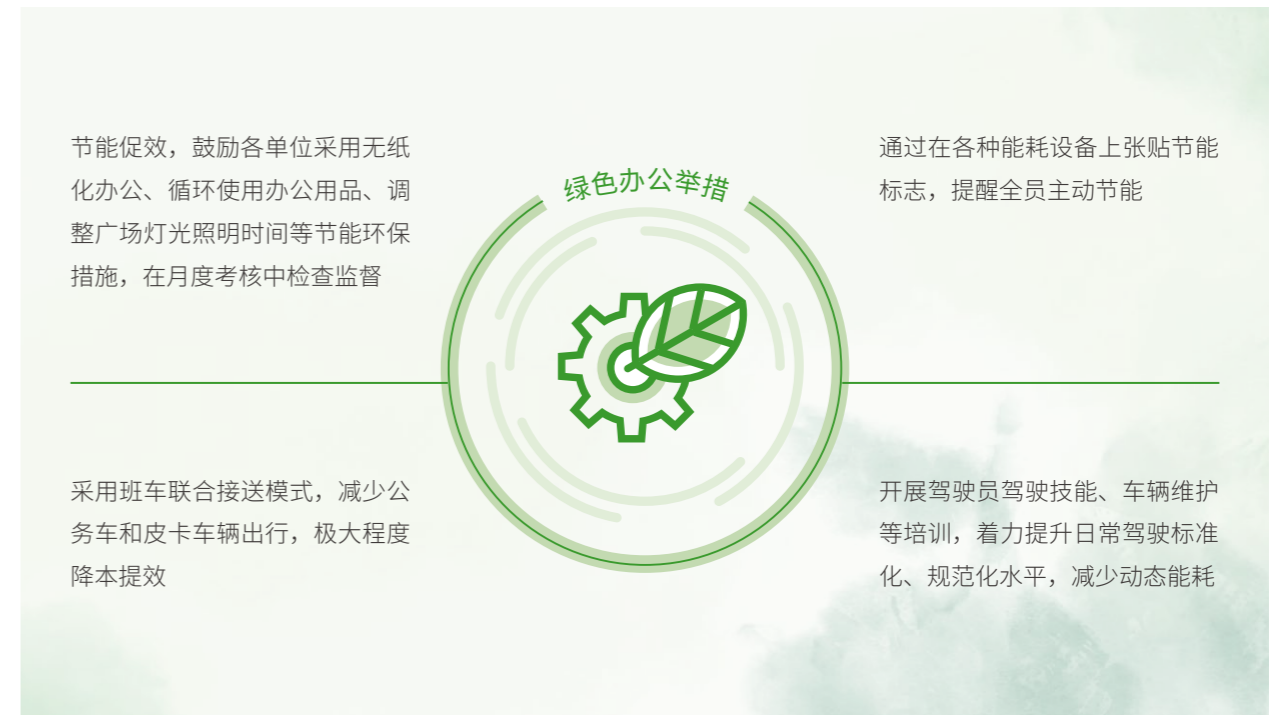 节能促效，鼓励各单位采用无纸
化办公、循环使用办公用品、调
整广场灯光照明时间等节能环保
措施，在月度考核中检查监督
绿色办公举措
通过在各种能耗设备上张贴节能
标志，提醒全员主动节能
采用班车联合接送模式，减少公
务车和皮卡车辆出行，极大程度
降本提效
开展驾驶员驾驶技能、车辆维护
等培训，着力提升日常驾驶标准
化、规范化水平，减少动态能耗